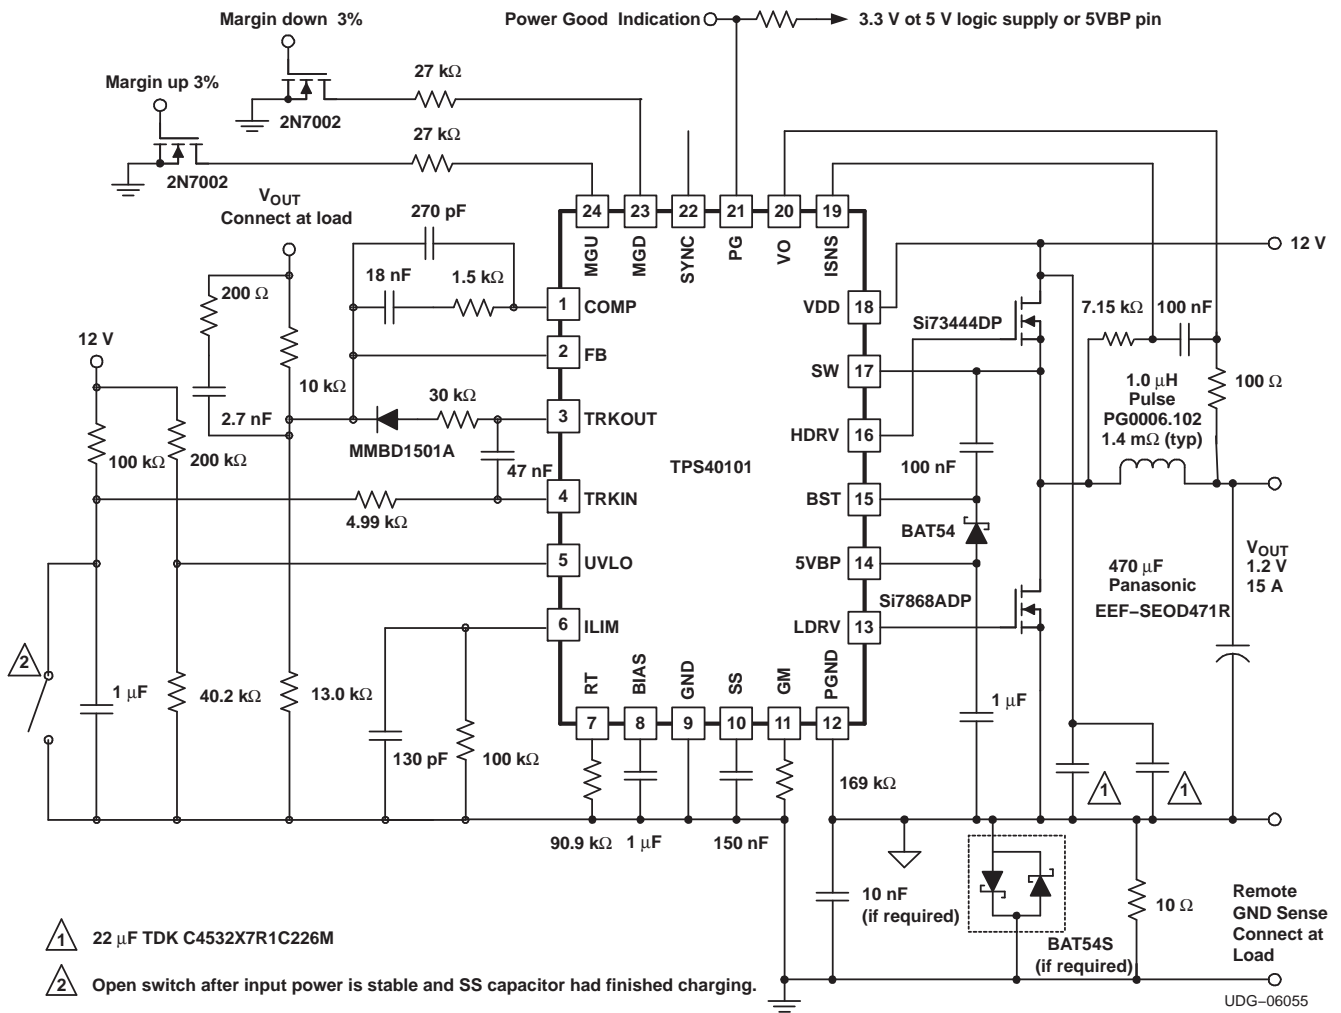 Margin down 3%
Power Good Indication
3.3 V ot 5 V logic supply or 5VBP pin
Margin up 3%
27 kΩ
2N7002
27 kΩ
2N7002
VOUT
Connect at load
270 pF
24
23
22
21
20
19
MGU
MGD
SYNC
PG
VO
ISNS
12 V
200 Ω
18 nF
1.5 kΩ
1
COMP
VDD
18
7.15 kΩ
100 nF
Si73444DP
12 V
2
FB
SW
17
10 kΩ
30 kΩ
1.0 µH
Pulse
PG0006.102
1.4 mΩ (typ)
100 Ω
2.7 nF
3
TRKOUT
HDRV
16
MMBD1501A
100 kΩ
200 kΩ
47 nF
TPS40101
100 nF
4
TRKIN
BST
15
4.99 kΩ
BAT54
5
UVLO
5VBP
14
VOUT
1.2 V
15 A
470 µF
Panasonic
EEF–SEOD471R
Si7868ADP
6
ILIM
LDRV
13
2
RT
BIAS
GND
SS
GM
PGND
1 µF
40.2 kΩ
13.0 kΩ
1 µF
7
8
9
10
11
12
130 pF
100 kΩ
169 kΩ
1
1
90.9 kΩ
1 µF
150 nF
10 nF
(if required)
10 Ω
Remote
GND Sense
Connect at
Load
BAT54S
(if required)
1
22 µF TDK C4532X7R1C226M
2
Open switch after input power is stable and SS capacitor had finished charging.
UDG–06055